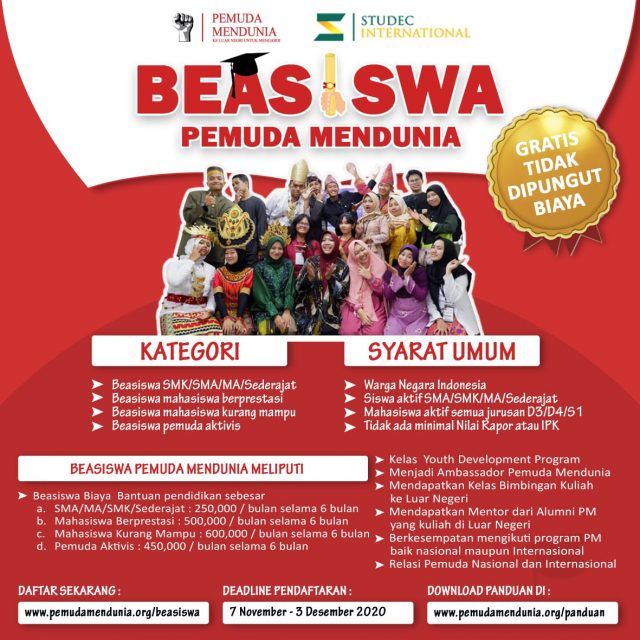 PEMUDA
MENDUNIA
KE LUAR NEGRI UNTUK MENGABDI
STUDEC
INTERNATIONAL
BEASISWA
PEMUDA MENDUNIA
GRATIS
TIDAK
DIPUNGUT
BIAYA
KATEGORI
Beasiswa SMK/SMA/MA/Sederajat
Beasiswa mahasiswa berprestasi
Beasiswa mahasiswa kurang mampu
Beasiswa pemuda aktivis
SYARAT UMUM
Warga Negara Indonesia
Siswa aktif SMA/SMK/MA/Sederajat
Mahasiswa aktif semua jurusan D3/D4/S1
Tidak ada minimal Nilai Rapor atau IPK
BEASISWA PEMUDA MENDUNIA MELIPUTI
Beasiswa Biaya Bantuan pendidikan sebesar
a. SMA/MA/SMK/Sederajat : 250,000 / bulan selama 6 bulan
b. Mahasiswa Berprestasi : 500,000 / bulan selama 6 bulan
c. Mahasiswa Kurang Mampu : 600,000 / bulan selama 6 bulan
d. Pemuda Aktivis : 450,000 / bulan selama 6 bulan
Kelas Youth Development Program
Menjadi Ambassador Pemuda Mendunia
Mendapatkan Kelas Bimbingan Kuliah
ke Luar Negeri
Mendapatkan Mentor dari Alumni PM
yang kuliah di Luar Negeri
Berkesempatan mengikuti program PM
baik nasional maupun Internasional
Relasi Pemuda Nasional dan Internasional
DAFTAR SEKARANG :
www.pemudamendunia.org/beasiswa
DEADLINE PENDAFTARAN :
7 November - 3 Desember 2020
DOWNLOAD PANDUAN DI :
www.pemudamendunia.org/panduan